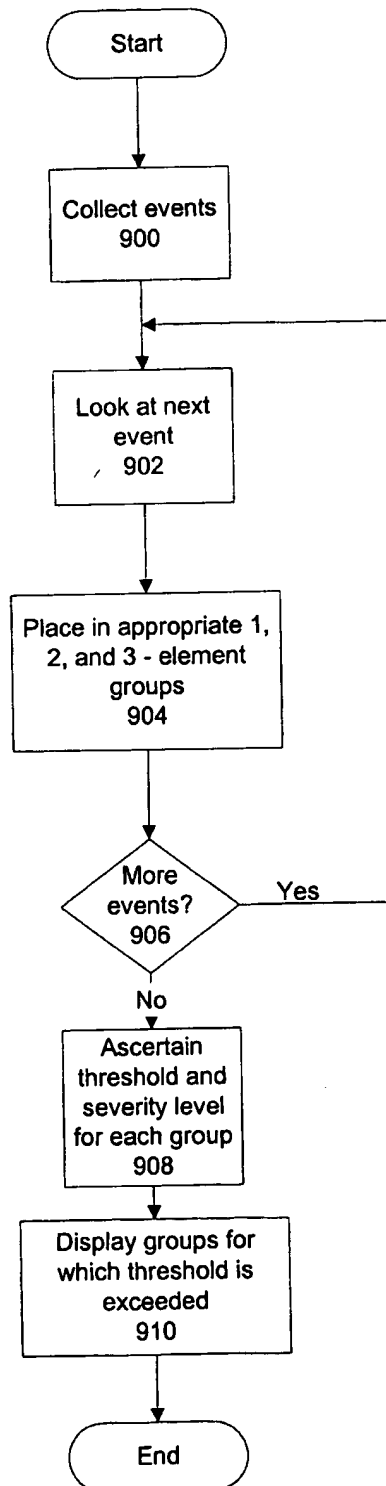 Start
Collect events
900
Look at next
event
902
Place in appropriate 1,
2, and 3 - element
groups
904
More
events?
906
Yes
No
Ascertain
threshold and
severity level
for each group
908
Display groups for
which threshold is
exceeded
910
End